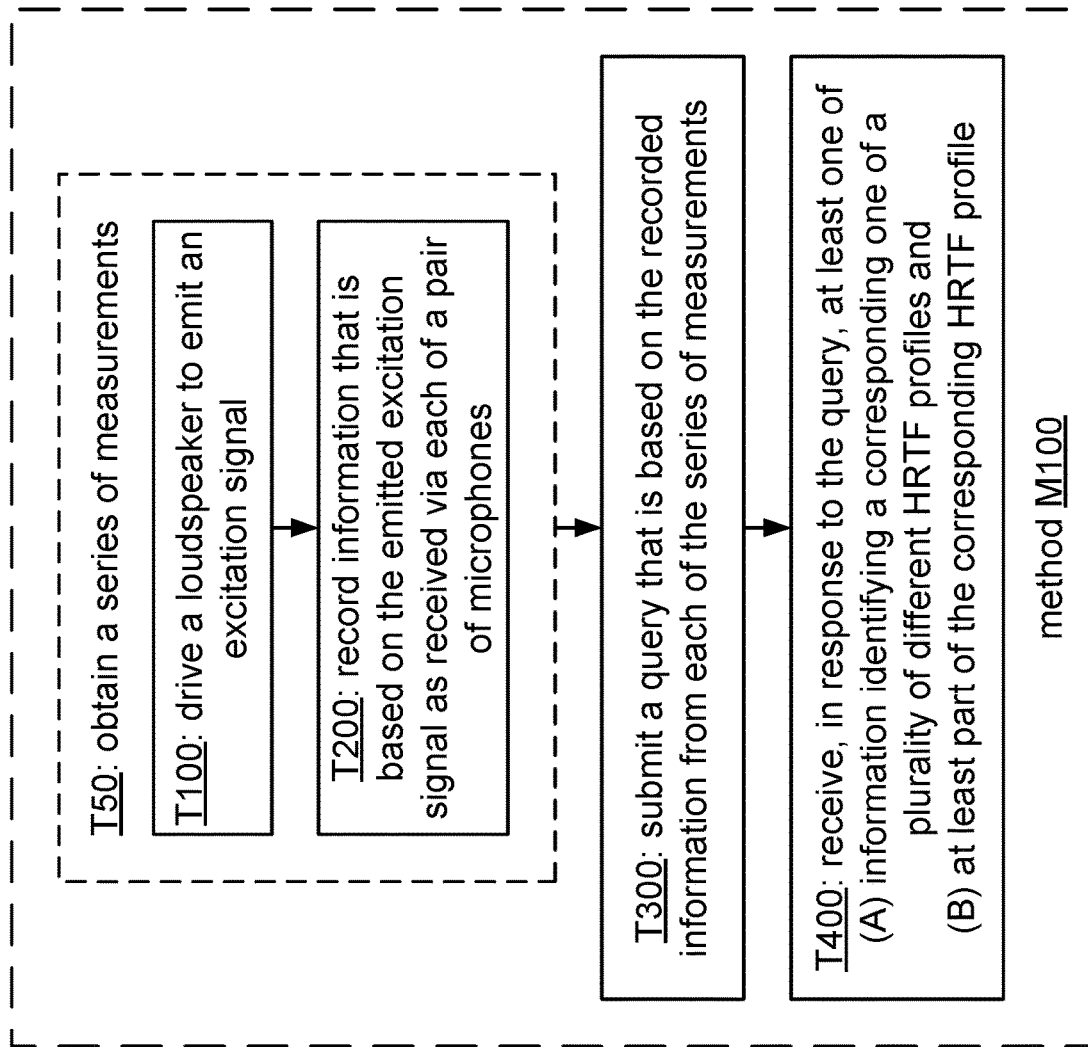 T50: obtain a series of measurements
T100: drive a loudspeaker to emit an
excitation signal
T200: record information that is
based on the emitted excitation
signal as received via each of a pair
of microphones
T300: submit a query that is based on the recorded
information from each of the series of measurements
T400: receive, in response to the query, at least one of
(A) information identifying a corresponding one of a
plurality of different HRTF profiles and
(B) at least part of the corresponding HRTF profile
method M100